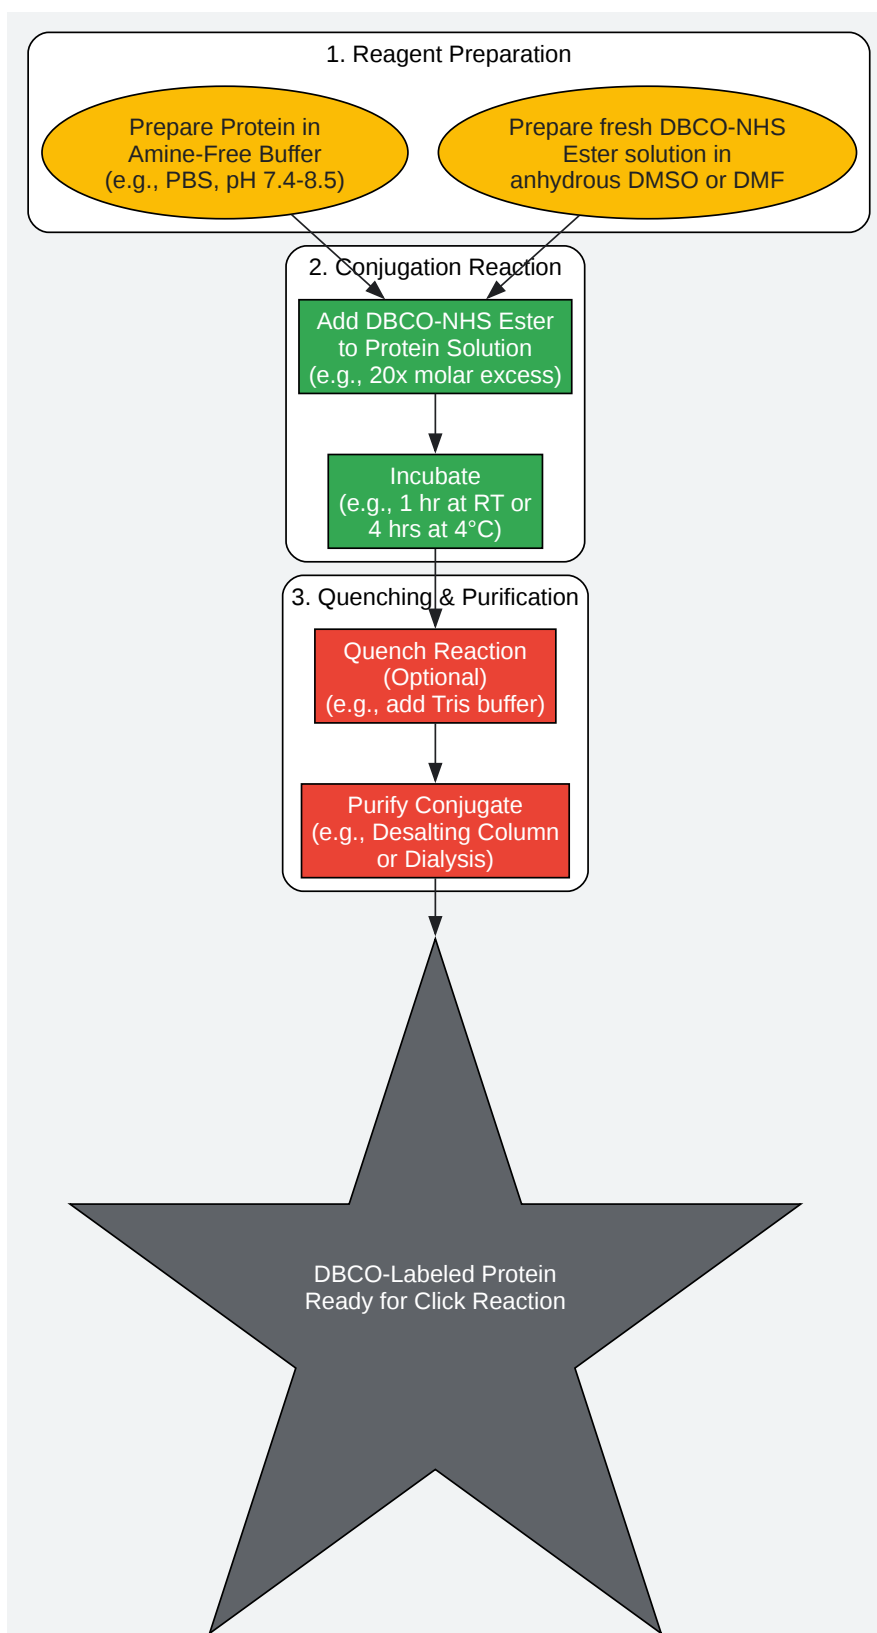 1. Reagent Preparation
Prepare Protein in
Amine-Free Buffer
(e.g., PBS, pH 7.4-8.5)
Prepare fresh DBCO-NHS
Ester solution in
anhydrous DMSO or DMF
2. Conjugation Reaction
Add DBCO-NHS Ester
to Protein Solution
(e.g., 20x molar excess)
Incubate
(e.g., 1 hr at RT or
4 hrs at 4°C)
3. Quenching & Purification
Quench Reaction
(Optional)
(e.g., add Tris buffer)
Purify Conjugate
(e.g., Desalting Column
or Dialysis)
DBCO-Labeled Protein
Ready for Click Reaction